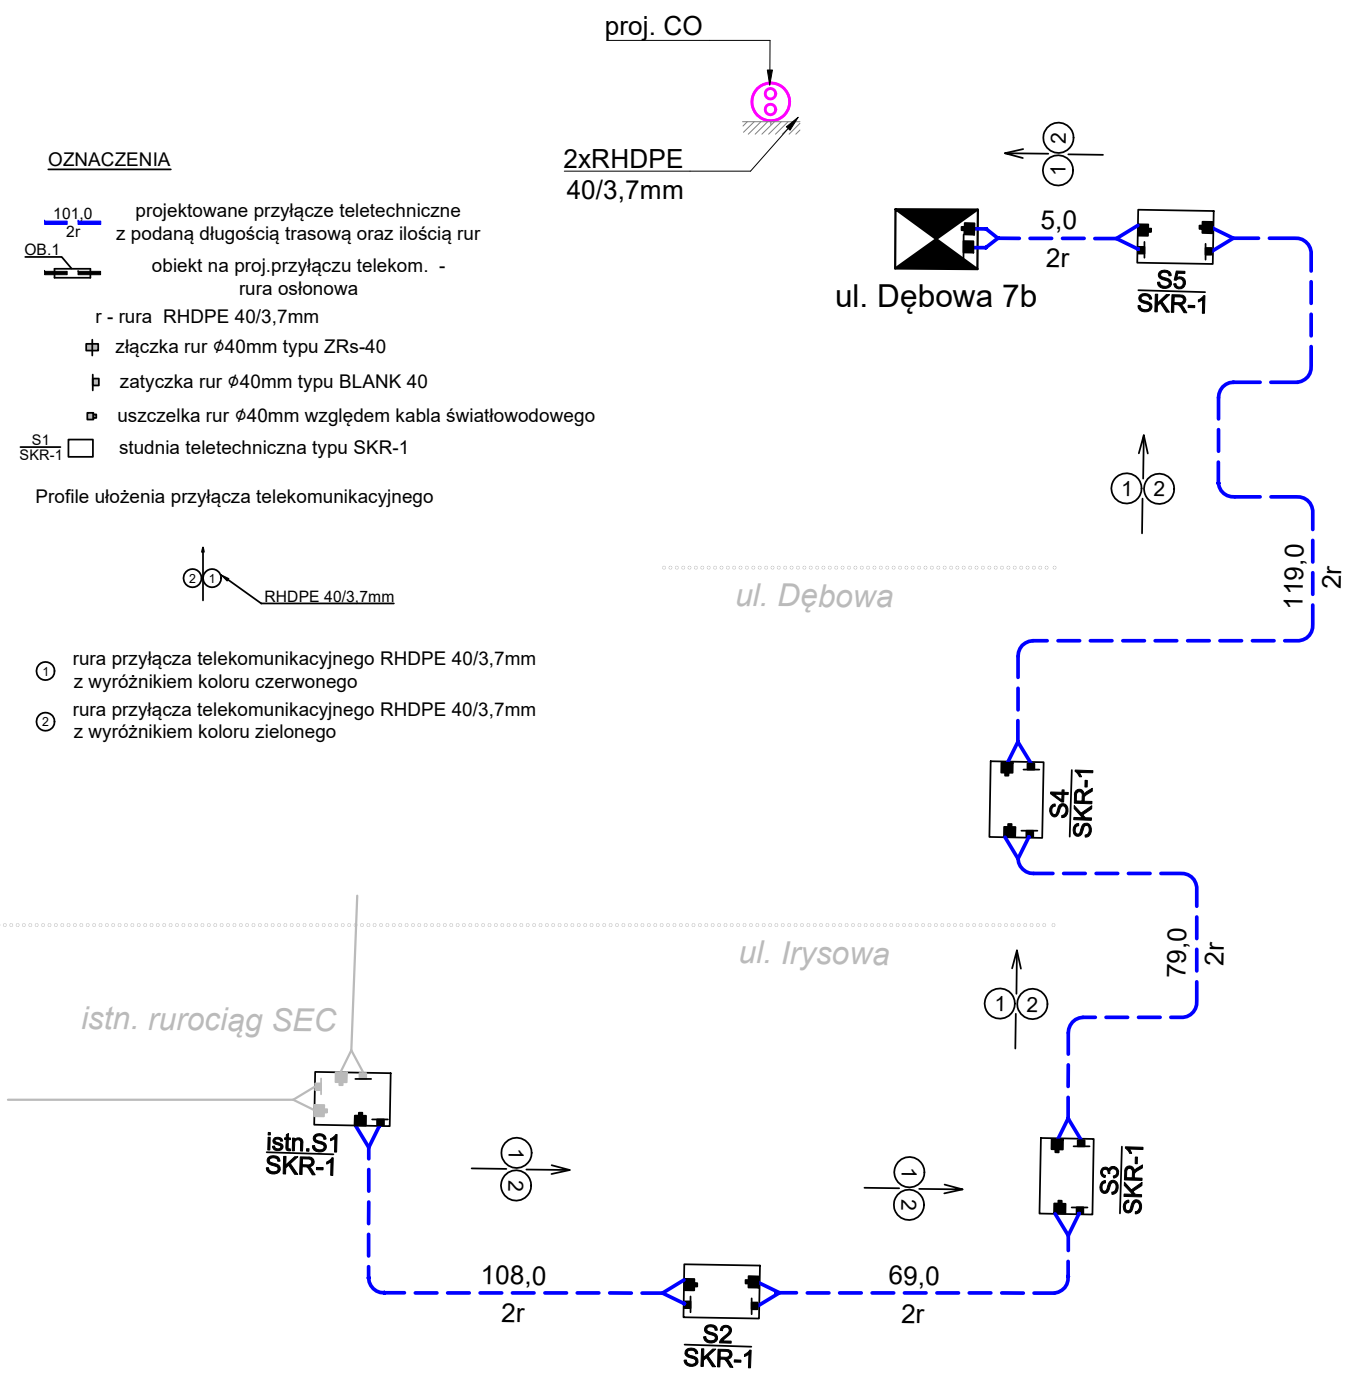 proj. CO
2xRHDPE
40/3,7mm
OZNACZENIA
101,0
2r
projektowane przyłącze teletechniczne
z podaną długością trasową oraz ilością rur
OB.1
obiekt na proj.przyłączu telekom. -
rura osłonowa
r - rura RHDPE 40/3,7mm
złączka rur ϕ40mm typu ZRs-40
zatyczka rur ϕ40mm typu BLANK 40
uszczelka rur ϕ40mm względem kabla światłowodowego
S1
SKR-1
studnia teletechniczna typu SKR-1
Profile ułożenia przyłącza telekomunikacyjnego
2 1
RHDPE 40/3,7mm
1
rura przyłącza telekomunikacyjnego RHDPE 40/3,7mm
z wyróżnikiem koloru czerwonego
2
rura przyłącza telekomunikacyjnego RHDPE 40/3,7mm
z wyróżnikiem koloru zielonego
2
1
5,0
2r
ul. Dębowa 7b
S5
SKR-1
1 2
119,0
2r
ul. Dębowa
S4
SKR-1
79,0
2r
ul. Irysowa
1 2
istn. rurociąg SEC
istn.S1
SKR-1
1
2
1
2
S3
SKR-1
108,0
2r
69,0
2r
S2
SKR-1